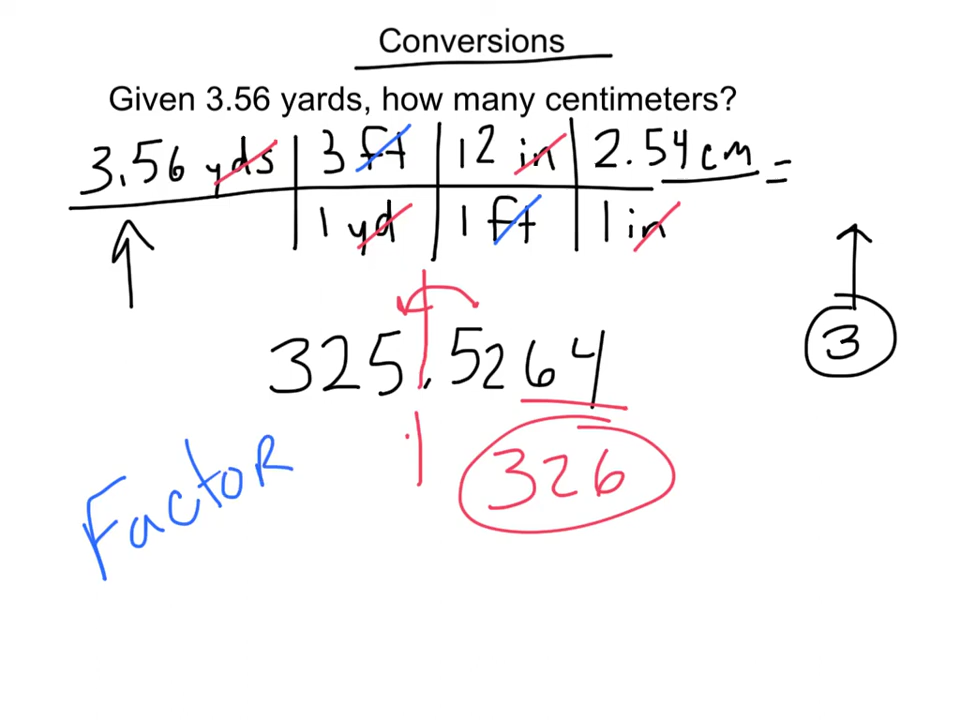 Conversions
Given 3.56 yards, how many centimeters?
3.56 yds | 3 ft | 12 in | 2.54 cm =
1 yd | 1 ft | 1 in
325.5264
3
326
Factor